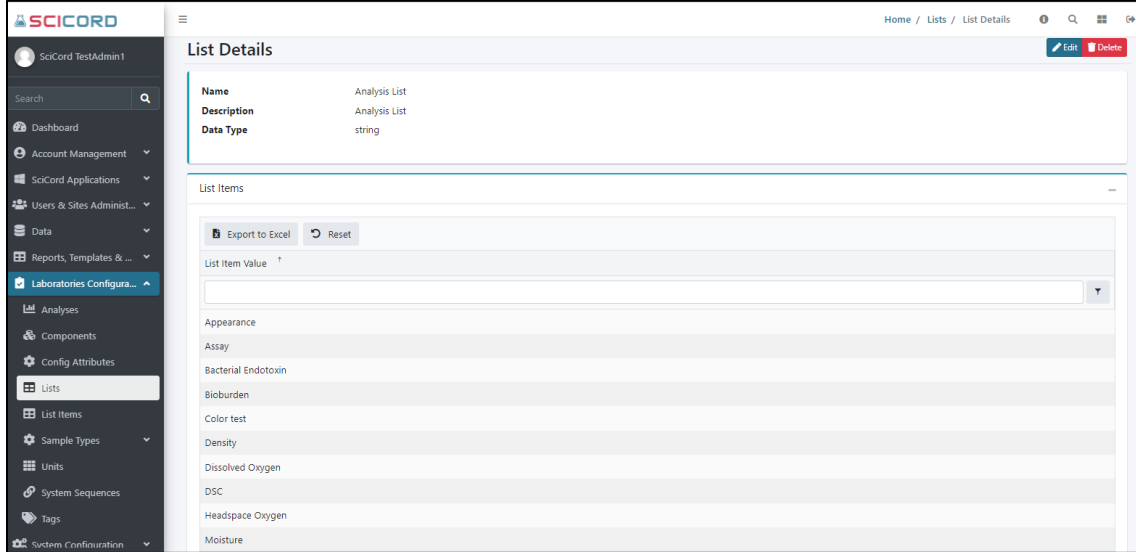 SCICORD
Home / Lists / List Details
SciCord TestAdmin1
Search
Dashboard
Account Management
SciCord Applications
Users & Sites Administ...
Data
Reports, Templates & ...
Laboratories Configura...
Analyses
Components
Config Attributes
Lists
List Items
Sample Types
Units
System Sequences
Tags
System Configuration
List Details
Edit
Delete
Name Analysis List
Description Analysis List
Data Type string
List Items
Export to Excel Reset
List Item Value ↑
Appearance
Assay
Bacterial Endotoxin
Bioburden
Color test
Density
Dissolved Oxygen
DSC
Headspace Oxygen
Moisture